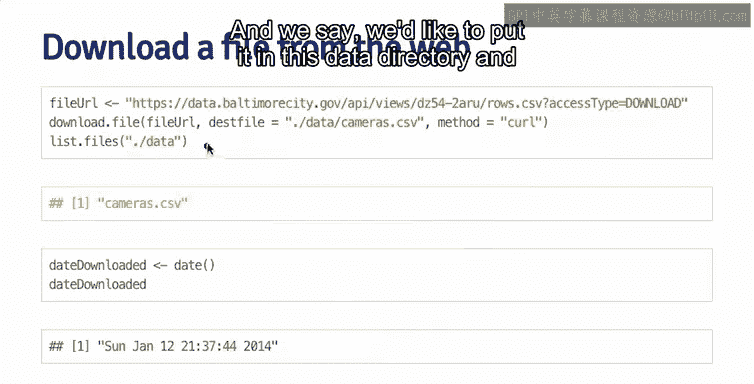 And we say, we'd like to put
it in this data directory and
Download a file from the web
fileUrl <- "https://data.baltimorecity.gov/api/views/dz54-2aru/rows.csv?accessType=DOWNLOAD"
download.file(fileUrl, destfile = "./data/cameras.csv", method = "curl")
list.files("./data")
## [1] "cameras.csv"
dateDownloaded <- date()
dateDownloaded
## [1] "Sun Jan 12 21:37:44 2014"